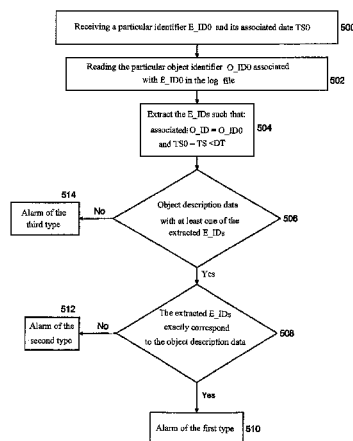 Receiving a particular identifier E_ID0 and its associated date TS0
500
Reading the particular object identifier O_ID0 associated
with E_ID0 in the log file
502
Extract the E_IDs such that:
associated: O_ID = O_ID0
and TS0 – TS <DT
504
514
Alarm of the
third type
No
Object description data
with at least one of the
extracted E_IDs
506
Yes
512
Alarm of the
second type
No
The extracted E_IDs
exactly correspond
to the object description data
508
Yes
Alarm of the first type
510